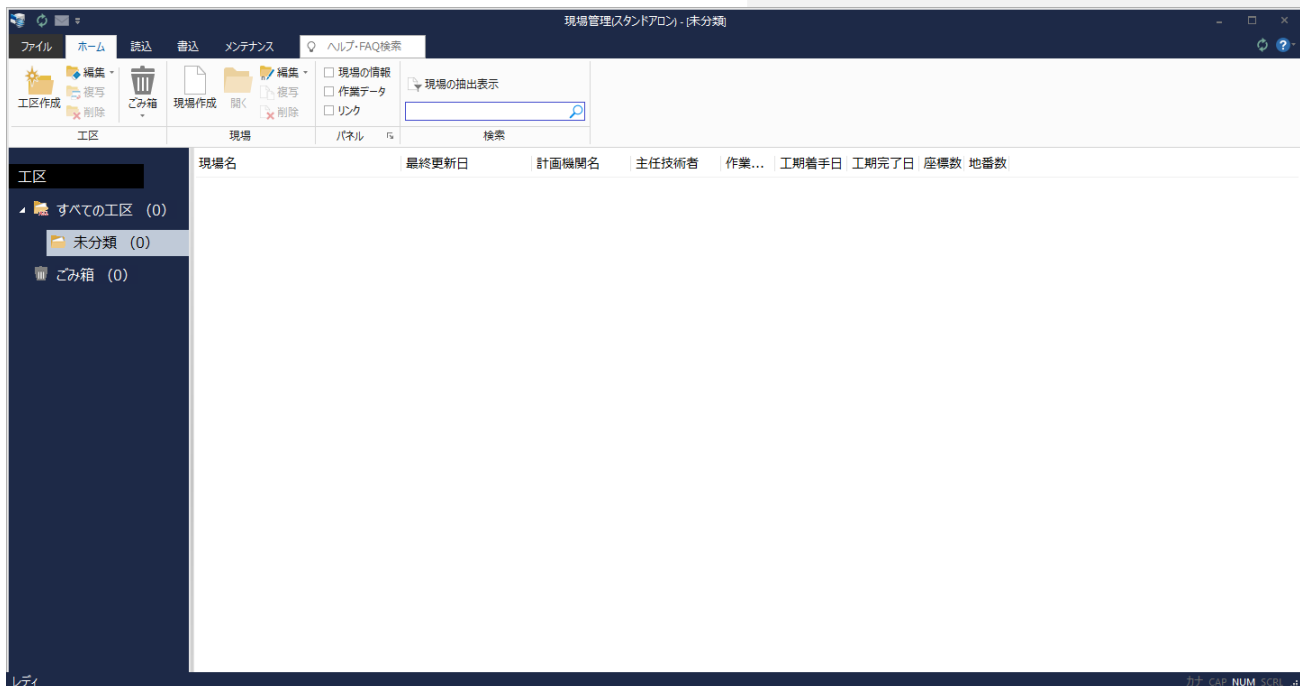 現場管理(スタンドアロン) - [未分類]
ファイル ホーム 読込 書込 メンテナンス ヘルプ・FAQ検索
工区作成 編集 複写 削除 ごみ箱
現場作成 開く 編集 複写 削除
現場の情報
作業データ
リンク
現場の抽出表示
工区 現場 パネル 検索
工区
すべての工区 (0)
未分類 (0)
ごみ箱 (0)
現場名 最終更新日 計画機関名 主任技術者 作業... 工期着手日 工期完了日 座標数 地番数
レディ
カナ CAP NUM SCRL